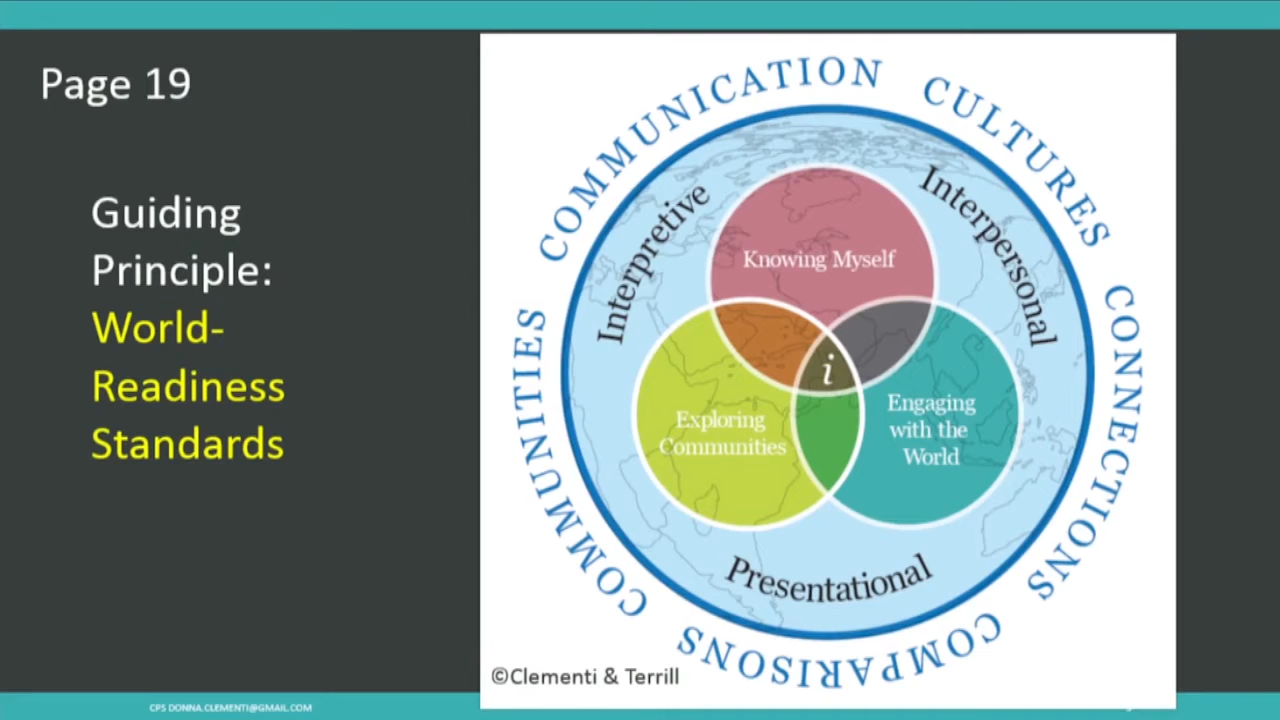 Page 19
Guiding
Principle:
World-
Readiness
Standards
COMMUNICATION
CULTURES
CONNECTIONS
COMPARISONS
COMMUNITIES
Interpretive
Interpersonal
Presentational
Knowing Myself
i
Exploring
Communities
Engaging
with the
World
©Clementi & Terrill
CPS DONNA.CLEMENTI@GMAIL.COM